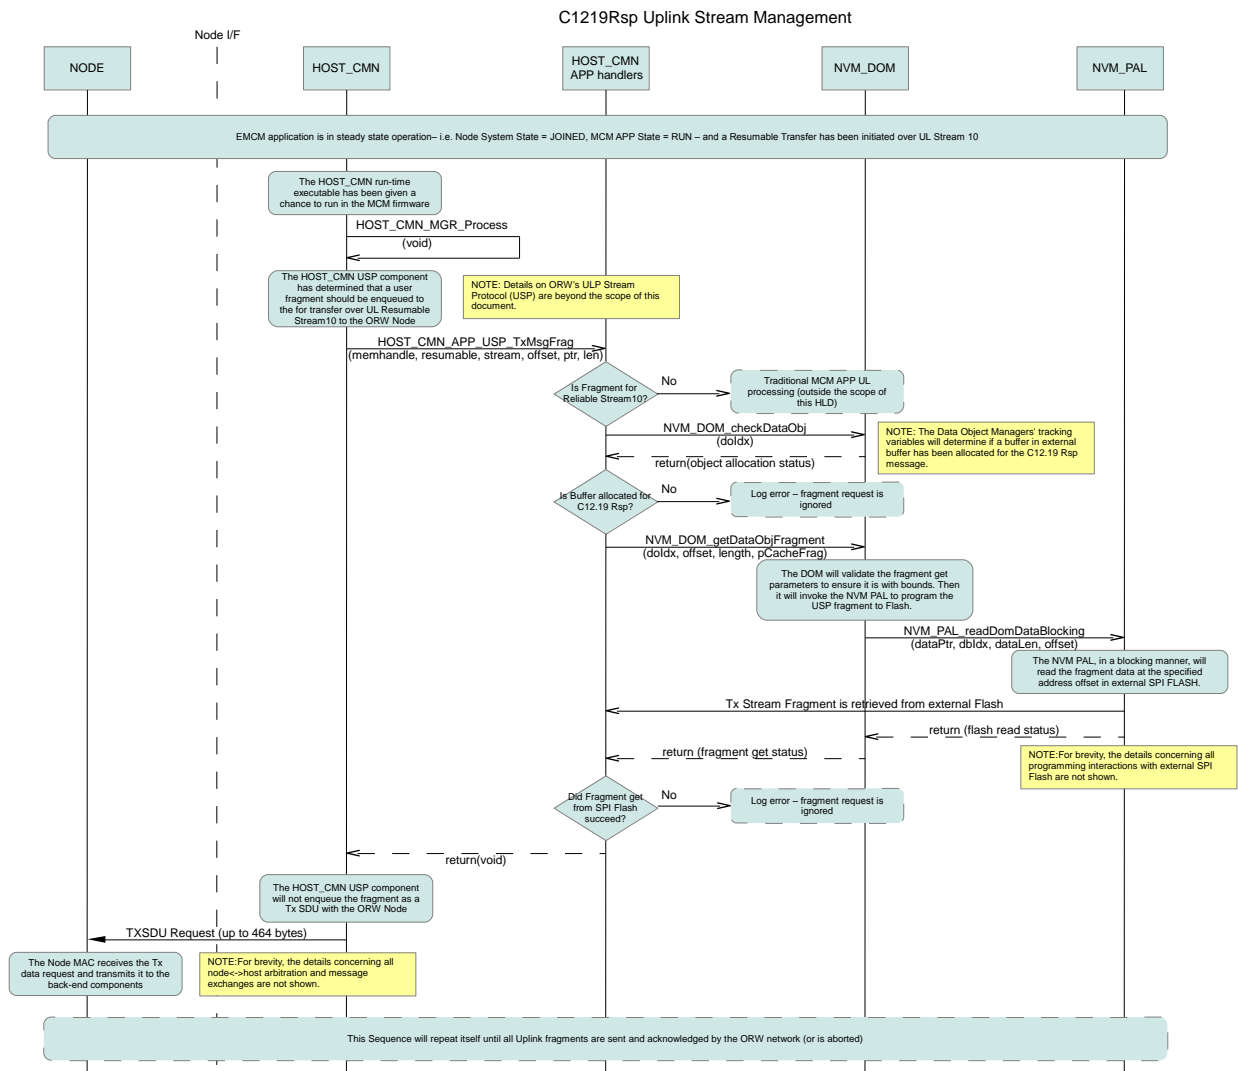 C1219Rsp Uplink Stream Management
Node I/F
NODE
HOST_CMN
HOST_CMN
APP handlers
NVM_DOM
NVM_PAL
EMCM application is in steady state operation– i.e. Node System State = JOINED, MCM APP State = RUN – and a Resumable Transfer has been initiated over UL Stream 10
The HOST_CMN run-time
executable has been given a
chance to run in the MCM firmware
HOST_CMN_MGR_Process
(void)
The HOST_CMN USP component
has determined that a user
fragment should be enqueued to
the for transfer over UL Resumable
Stream10 to the ORW Node
NOTE: Details on ORW's ULP Stream
Protocol (USP) are beyond the scope of this
document.
HOST_CMN_APP_USP_TxMsgFrag
(memhandle, resumable, stream, offset, ptr, len)
Is Fragment for
Reliable Stream10?
No
Traditional MCM APP UL
processing (outside the scope of
this HLD)
NVM_DOM_checkDataObj
(doIdx)
return(object allocation status)
NOTE: The Data Object Managers' tracking
variables will determine if a buffer in external
buffer has been allocated for the C12.19 Rsp
message.
Is Buffer allocated for
C12.19 Rsp?
No
Log error – fragment request is
ignored
NVM_DOM_getDataObjFragment
(doIdx, offset, length, pCacheFrag)
The DOM will validate the fragment get
parameters to ensure it is with bounds. Then
it will invoke the NVM PAL to program the
USP fragment to Flash.
NVM_PAL_readDomDataBlocking
(dataPtr, dbIdx, dataLen, offset)
The NVM PAL, in a blocking manner, will
read the fragment data at the specified
address offset in external SPI FLASH.
Tx Stream Fragment is retrieved from external Flash
return (flash read status)
return (fragment get status)
NOTE:For brevity, the details concerning all
programming interactions with external SPI
Flash are not shown.
Did Fragment get
from SPI Flash
succeed?
No
Log error – fragment request is
ignored
return(void)
The HOST_CMN USP component
will not enqueue the fragment as a
Tx SDU with the ORW Node
TXSDU Request (up to 464 bytes)
The Node MAC receives the Tx
data request and transmits it to the
back-end components
NOTE:For brevity, the details concerning all
node<->host arbitration and message
exchanges are not shown.
This Sequence will repeat itself until all Uplink fragments are sent and acknowledged by the ORW network (or is aborted)